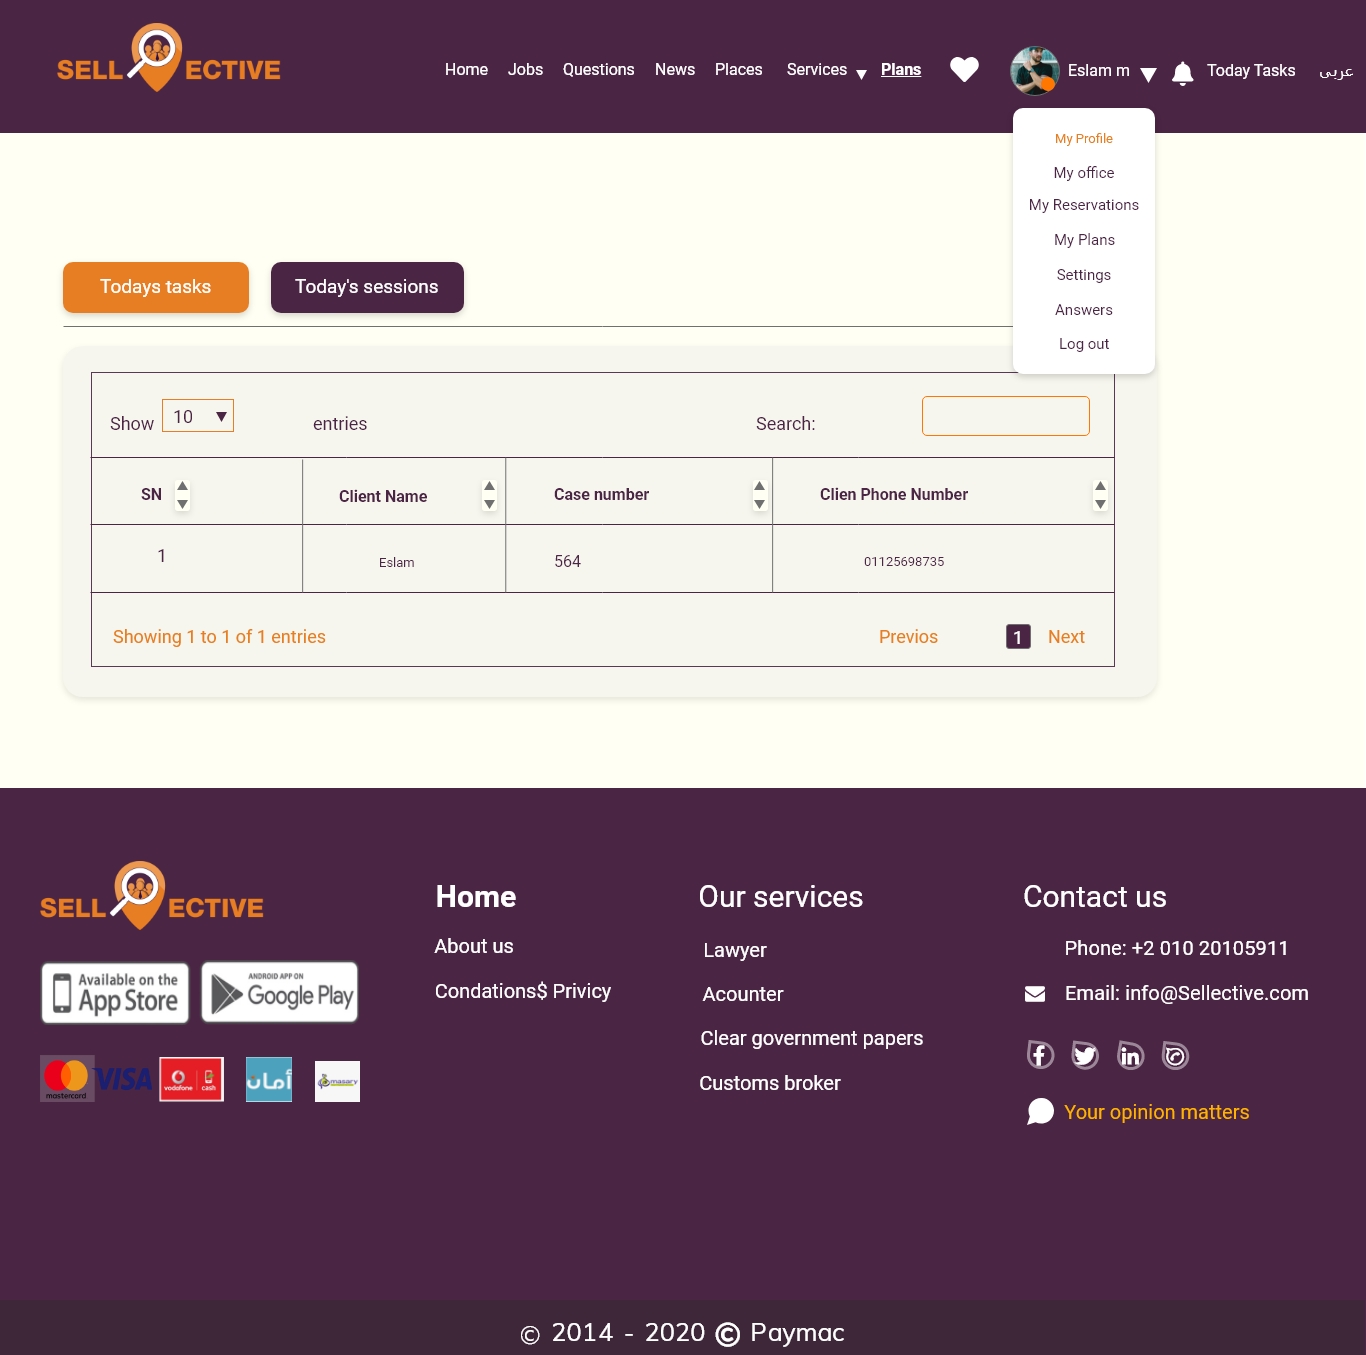 SELL ECTIVE
Home Jobs Questions News Places Services Plans Eslam m Today Tasks عربى
My Profile
My office
My Reservations
My Plans
Settings
Answers
Log out
Todays tasks Today's sessions
Show 10 entries Search:
SN Client Name Case number Clien Phone Number
1 Eslam 564 01125698735
Showing 1 to 1 of 1 entries Previos 1 Next
SELL ECTIVE
Available on the
App Store
ANDROID APP ON
Google Play
mastercard
VISA
vodafone cash
أمان
masary
Home
About us
Condations$ Privicy
Our services
Lawyer
Acounter
Clear government papers
Customs broker
Contact us
Phone: +2 010 20105911
Email: info@Sellective.com
Your opinion matters
© 2014 - 2020 © Paymac